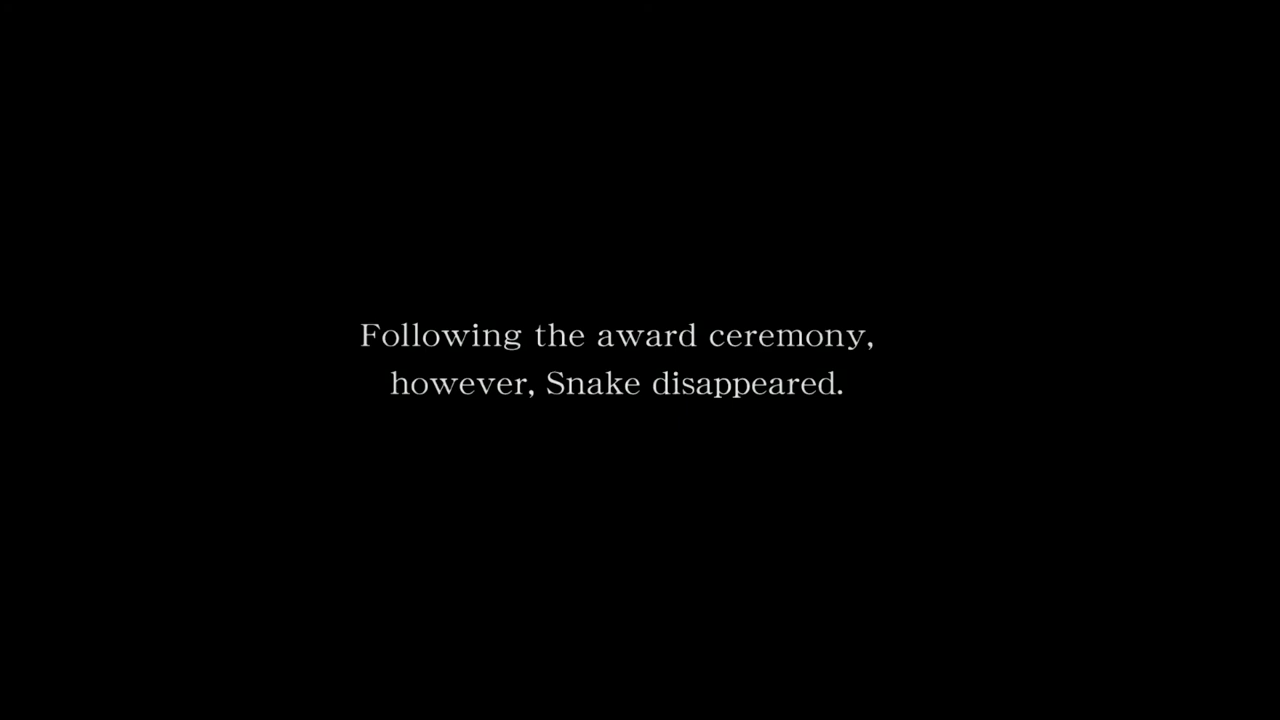 Following the award ceremony,
however, Snake disappeared.